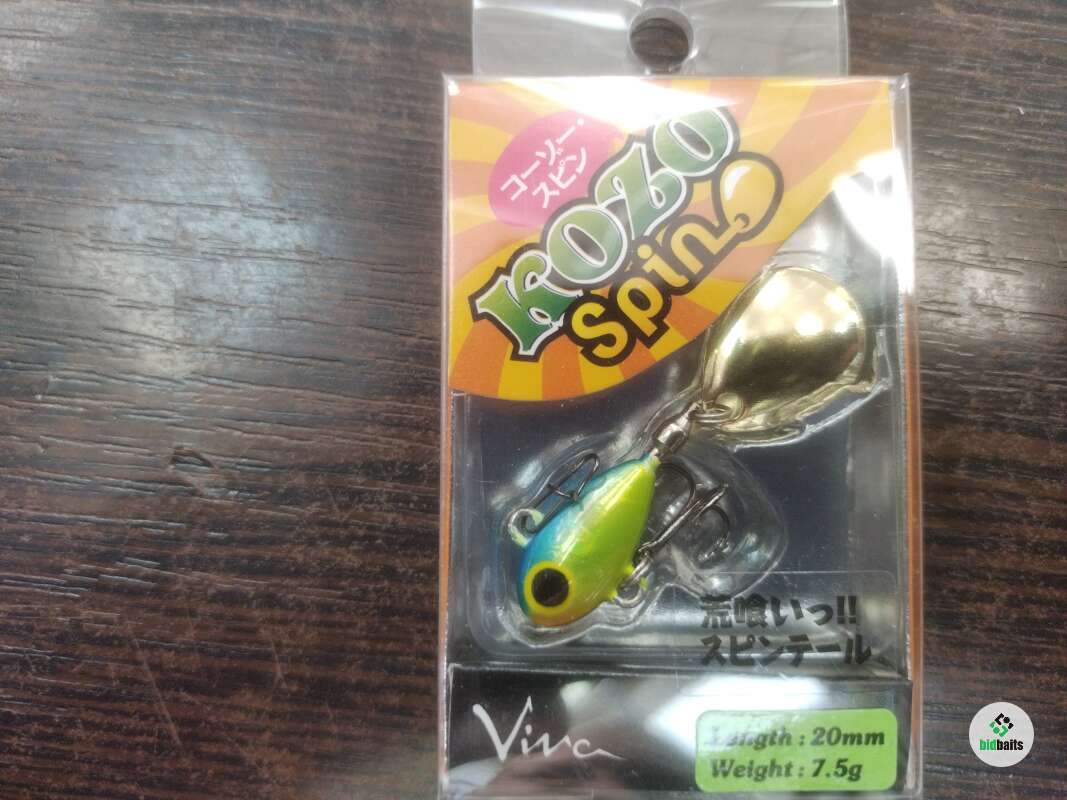 コーゾー・
スピン
KOZO
Spin
荒喰いっ!!
スピンテール
Viva
Length : 20mm
Weight : 7.5g
bidbaits